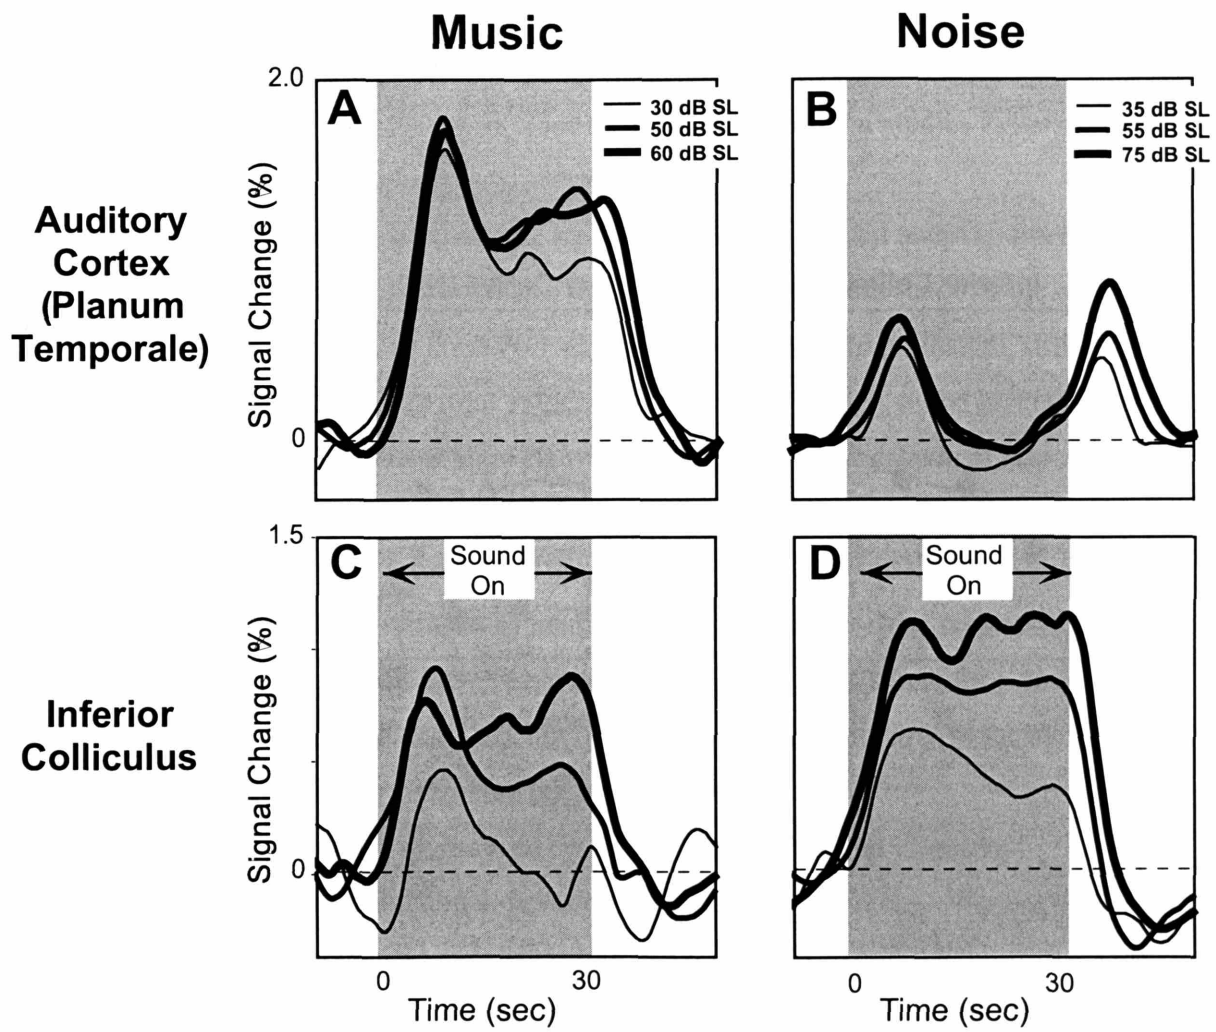 Music
Noise
Auditory
Cortex
(Planum
Temporale)
2.0
Signal Change (%)
0
A
30 dB SL
50 dB SL
60 dB SL
B
35 dB SL
55 dB SL
75 dB SL
Inferior
Colliculus
1.5
Signal Change (%)
0
C
Sound
On
D
Sound
On
0
30
Time (sec)
0
30
Time (sec)